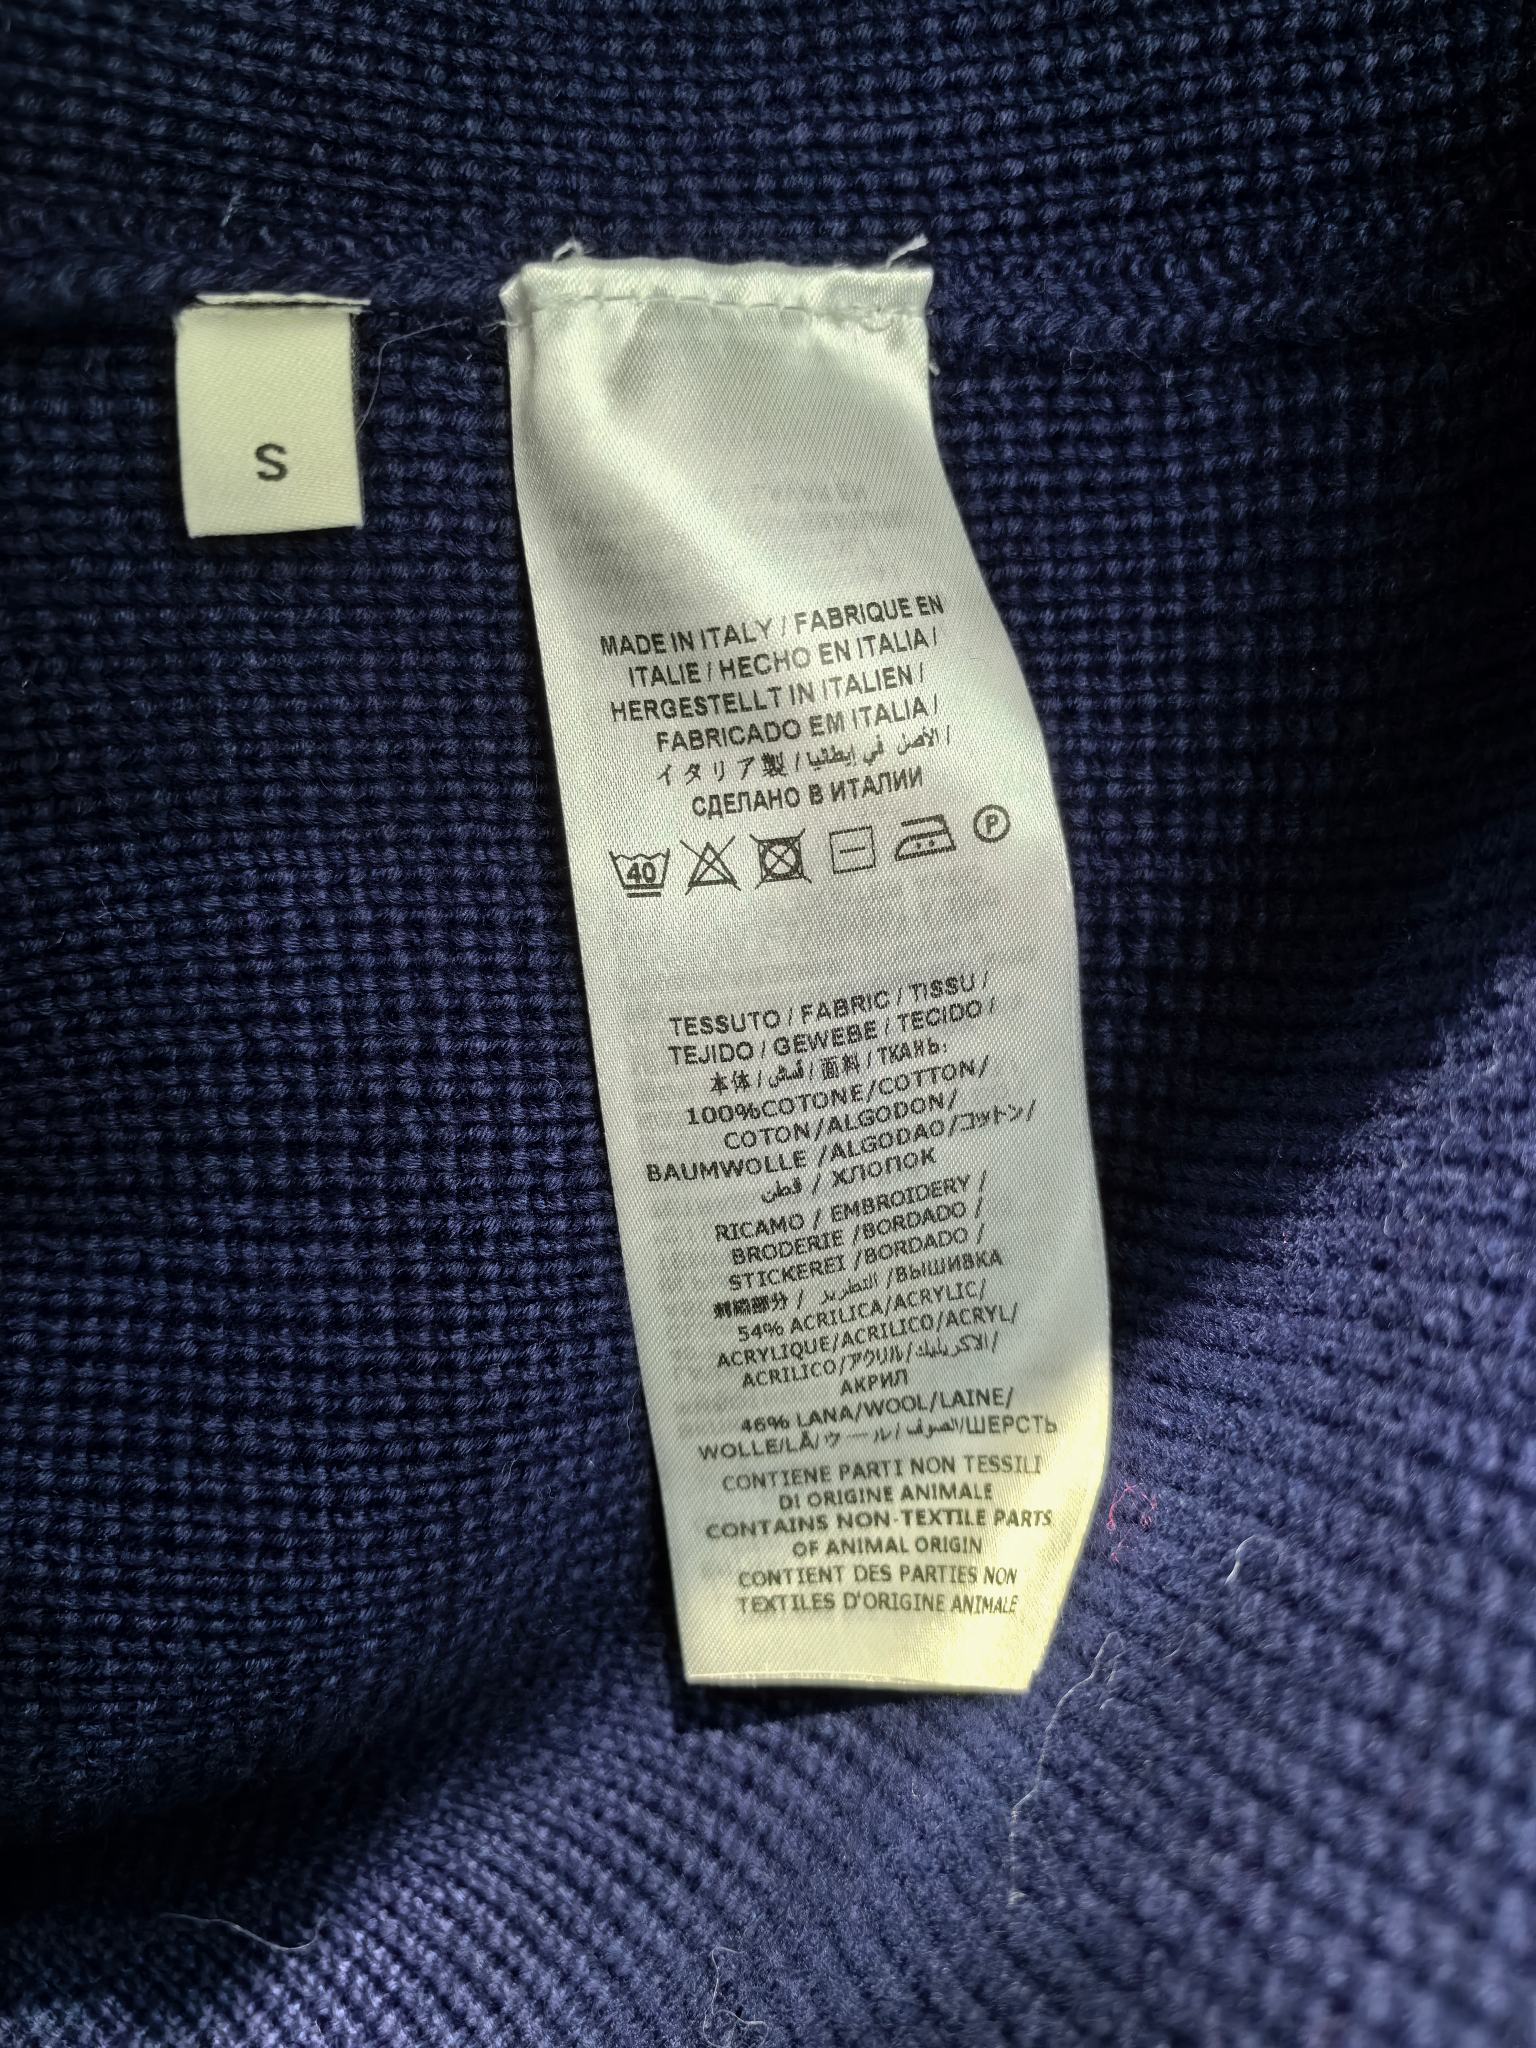 S
MADE IN ITALY / FABRIQUE EN
ITALIE / HECHO EN ITALIA /
HERGESTELLT IN ITALIEN /
FABRICADO EM ITALIA /
イタリア製 / الأصل في إيطاليا /
СДЕЛАНО В ИТАЛИИ
40 P
TESSUTO / FABRIC / TISSU /
TEJIDO / GEWEBE / TECIDO /
本体 / قماش / 面料 / ТКАНЬ:
100%COTONE/COTTON/
COTON/ALGODON/
BAUMWOLLE /ALGODAO/コットン/
قطن / ХЛОПОК
RICAMO / EMBROIDERY /
BRODERIE /BORDADO /
STICKEREI /BORDADO /
刺繍部分 / التطريز /ВЫШИВКА
54% ACRILICA/ACRYLIC/
ACRYLIQUE/ACRILICO/ACRYL/
ACRILICO/アクリル/الاكريليك/
АКРИЛ
46% LANA/WOOL/LAINE/
WOLLE/LÃ/ウール/الصوف/ШЕРСТЬ
CONTIENE PARTI NON TESSILI
DI ORIGINE ANIMALE
CONTAINS NON-TEXTILE PARTS
OF ANIMAL ORIGIN
CONTIENT DES PARTIES NON
TEXTILES D'ORIGINE ANIMALE